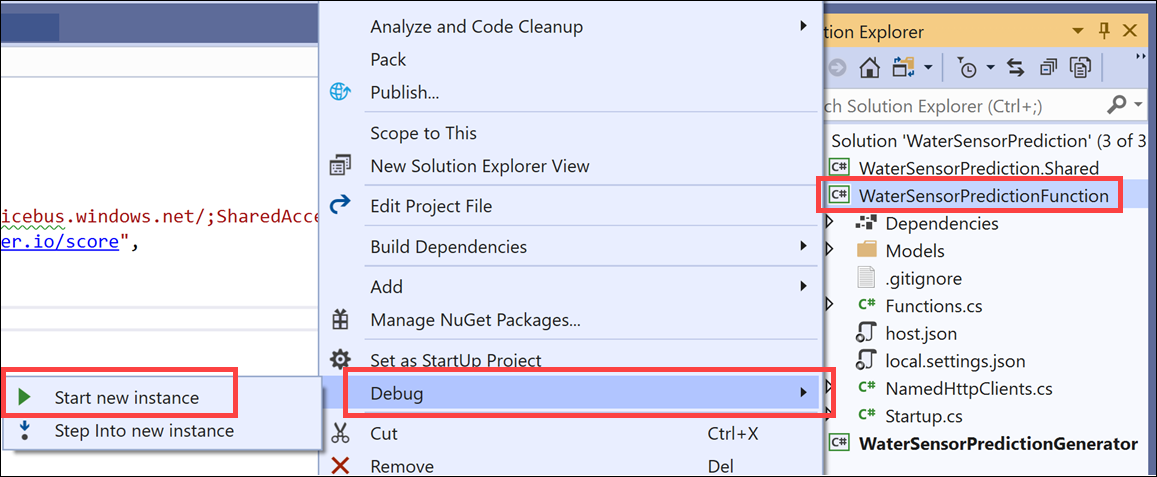 Analyze and Code Cleanup
Pack
Publish...
Scope to This
New Solution Explorer View
Edit Project File
Build Dependencies
Add
Manage NuGet Packages...
Set as StartUp Project
Debug
Cut Ctrl+X
Remove Del
Start new instance
Step Into new instance
icebus.windows.net/;SharedAcce
er.io/score",
tion Explorer
ch Solution Explorer (Ctrl+;)
Solution 'WaterSensorPrediction' (3 of 3
C# WaterSensorPrediction.Shared
C# WaterSensorPredictionFunction
Dependencies
Models
.gitignore
C# Functions.cs
host.json
local.settings.json
C# NamedHttpClients.cs
C# Startup.cs
C# WaterSensorPredictionGenerator